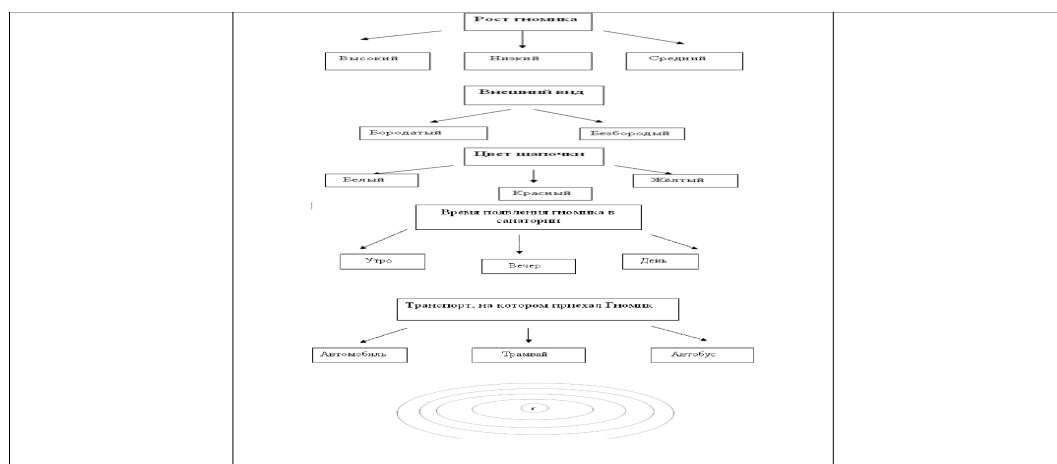 Рост гномика
Высокий Низкий Средний
Внешний вид
Бородатый Безбородый
Цвет шапочки
Белый Желтый
Красный
Время появления гномика в
санатории
Утро Вечер День
Транспорт, на котором приехал Гномик
Автомобиль Трамвай Автобус
г